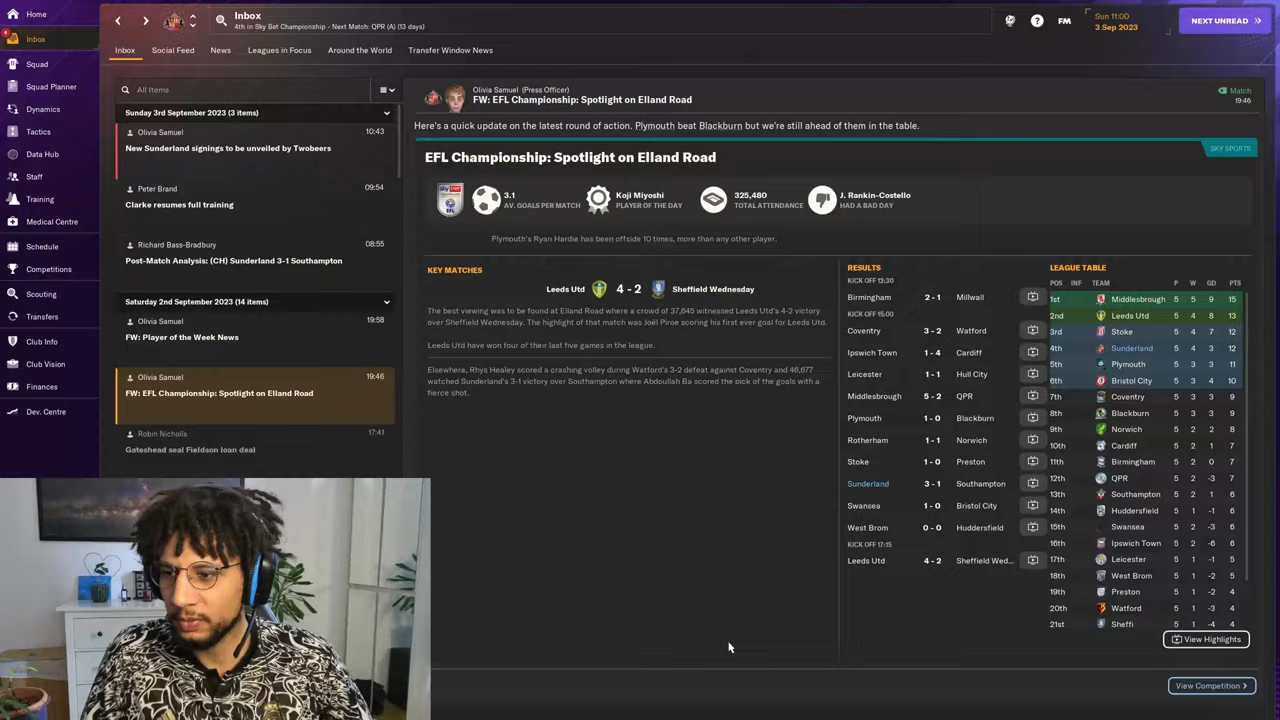 Home
Inbox
Squad
Squad Planner
Dynamics
Tactics
Data Hub
Staff
Training
Medical Centre
Schedule
Competitions
Scouting
Transfers
Club Info
Club Vision
Finances
Dev. Centre
Inbox
4th in Sky Bet Championship - Next Match: QPR (A) (13 days)
FM
Sun 11:00
3 Sep 2023
NEXT UNREAD
Inbox Social Feed News Leagues in Focus Around the World Transfer Window News
All Items
Sunday 3rd September 2023 (3 items)
Olivia Samuel 10:43
New Sunderland signings to be unveiled by Twobeers
Peter Brand 09:54
Clarke resumes full training
Richard Bass-Bradbury 08:55
Post-Match Analysis: (CH) Sunderland 3-1 Southampton
Saturday 2nd September 2023 (14 items)
Olivia Samuel 19:58
FW: Player of the Week News
Olivia Samuel 19:46
FW: EFL Championship: Spotlight on Elland Road
Robin Nicholls 17:41
Gateshead seal Fieldson loan deal
Olivia Samuel (Press Officer)
FW: EFL Championship: Spotlight on Elland Road
Match
19:46
Here's a quick update on the latest round of action. Plymouth beat Blackburn but we're still ahead of them in the table.
EFL Championship: Spotlight on Elland Road
SKY SPORTS
3.1
AV. GOALS PER MATCH
Koji Miyoshi
PLAYER OF THE DAY
325,480
TOTAL ATTENDANCE
J. Rankin-Costello
HAD A BAD DAY
Plymouth's Ryan Hardie has been offside 10 times, more than any other player.
KEY MATCHES
Leeds Utd 4 - 2 Sheffield Wednesday
The best viewing was to be found at Elland Road where a crowd of 37,645 witnessed Leeds Utd's 4-2 victory
over Sheffield Wednesday. The highlight of that match was Joël Piroe scoring his first ever goal for Leeds Utd.
Leeds Utd have won four of their last five games in the league.
Elsewhere, Rhys Healey scored a crashing volley during Watford's 3-2 defeat against Coventry and 46,677
watched Sunderland's 3-1 victory over Southampton where Abdoullah Ba scored the pick of the goals with a
fierce shot.
RESULTS
KICK OFF 12:30
Birmingham 2 - 1 Millwall
KICK OFF 15:00
Coventry 3 - 2 Watford
Ipswich Town 1 - 4 Cardiff
Leicester 1 - 1 Hull City
Middlesbrough 5 - 2 QPR
Plymouth 1 - 0 Blackburn
Rotherham 1 - 1 Norwich
Stoke 1 - 0 Preston
Sunderland 3 - 1 Southampton
Swansea 1 - 0 Bristol City
West Brom 0 - 0 Huddersfield
KICK OFF 17:15
Leeds Utd 4 - 2 Sheffield Wed...
LEAGUE TABLE
POS INF TEAM P W GD PTS
1st Middlesbrough 5 5 9 15
2nd Leeds Utd 5 4 8 13
3rd Stoke 5 4 7 12
4th Sunderland 5 4 3 12
5th Plymouth 5 3 3 11
6th Bristol City 5 3 4 10
7th Coventry 5 3 3 9
8th Blackburn 5 3 3 9
9th Norwich 5 2 2 8
10th Cardiff 5 2 1 7
11th Birmingham 5 2 0 7
12th QPR 5 2 -3 7
13th Southampton 5 2 1 6
14th Huddersfield 5 1 -1 6
15th Swansea 5 2 -3 6
16th Ipswich Town 5 2 -6 6
17th Leicester 5 1 -1 5
18th West Brom 5 1 -2 5
19th Preston 5 1 -2 4
20th Watford 5 1 -3 4
21st Sheffi 5 1 -4 4
View Highlights
View Competition